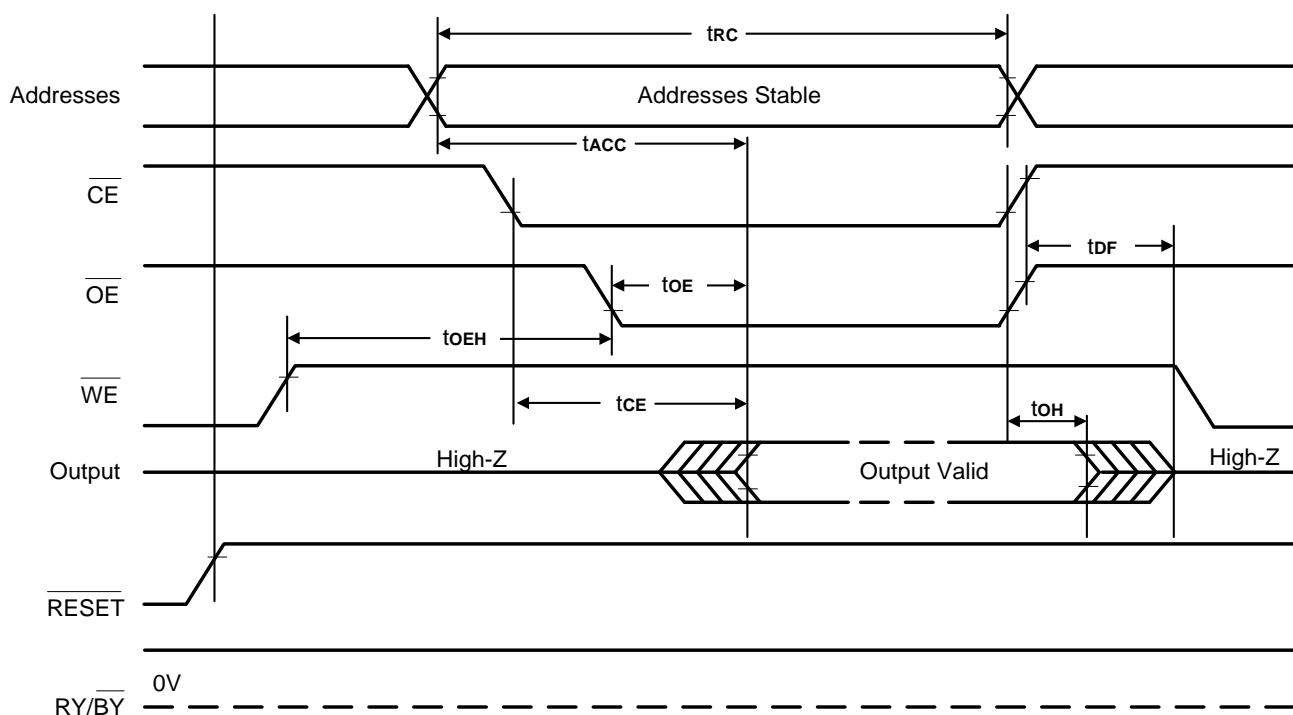 tRC
Addresses
Addresses Stable
tACC
CE
tDF
OE
tOE
tOEH
WE
tCE
tOH
Output
High-Z
Output Valid
High-Z
RESET
0V
RY/BY